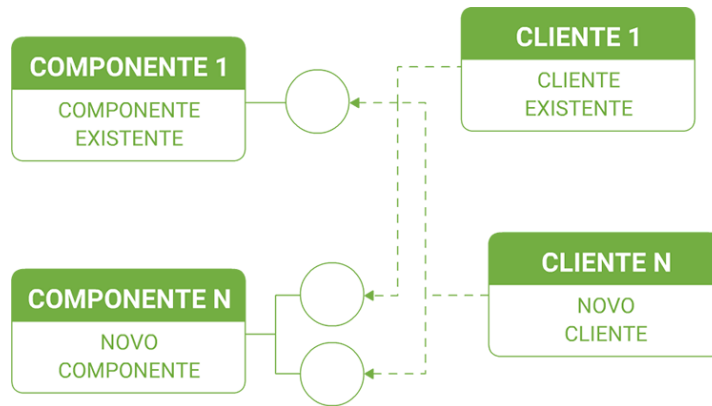 COMPONENTE 1
COMPONENTE
EXISTENTE
CLIENTE 1
CLIENTE
EXISTENTE
COMPONENTE N
NOVO
COMPONENTE
CLIENTE N
NOVO
CLIENTE